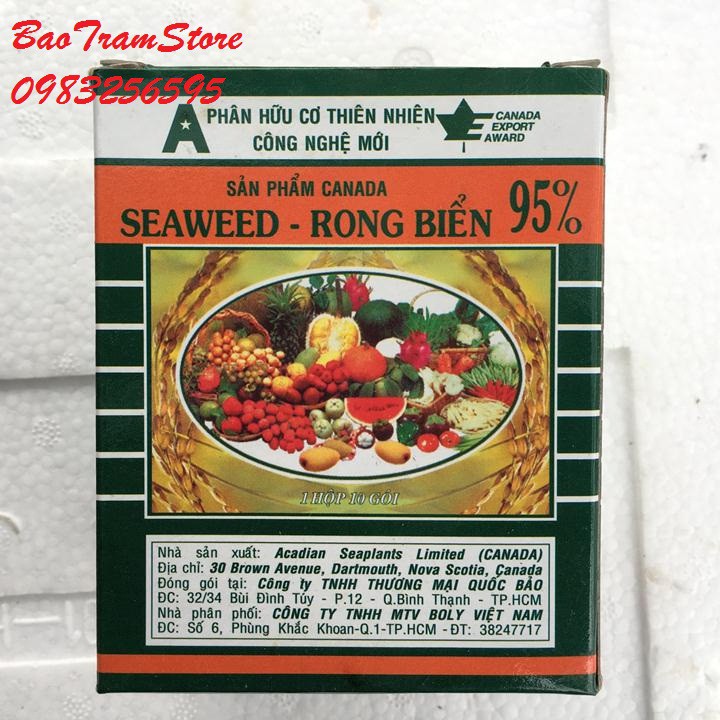 BaoTramStore
0983256595
A PHÂN HỮU CƠ THIÊN NHIÊN
CÔNG NGHỆ MỚI
CANADA
EXPORT
AWARD
SẢN PHẨM CANADA
SEAWEED - RONG BIỂN 95%
1 HỘP 10 GÓI
Nhà sản xuất: Acadian Seaplants Limited (CANADA)
Địa chỉ: 30 Brown Avenue, Dartmouth, Nova Scotia, Canada
Đóng gói tại: Công ty TNHH THƯƠNG MẠI QUỐC BẢO
ĐC: 32/34 Bùi Đình Túy - P.12 - Q.Bình Thạnh - TP.HCM
Nhà phân phối: CÔNG TY TNHH MTV BOLY VIỆT NAM
ĐC: Số 6, Phùng Khắc Khoan-Q.1-TP.HCM -ĐT: 38247717